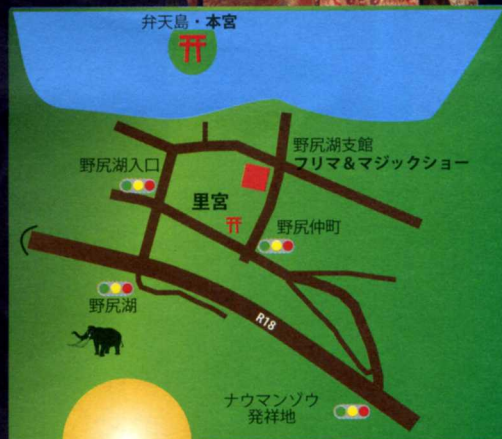 弁天島・本宮
野尻湖支館
フリマ&マジックショー
野尻湖入口
里宮
野尻仲町
野尻湖
R18
ナウマンゾウ
発祥地